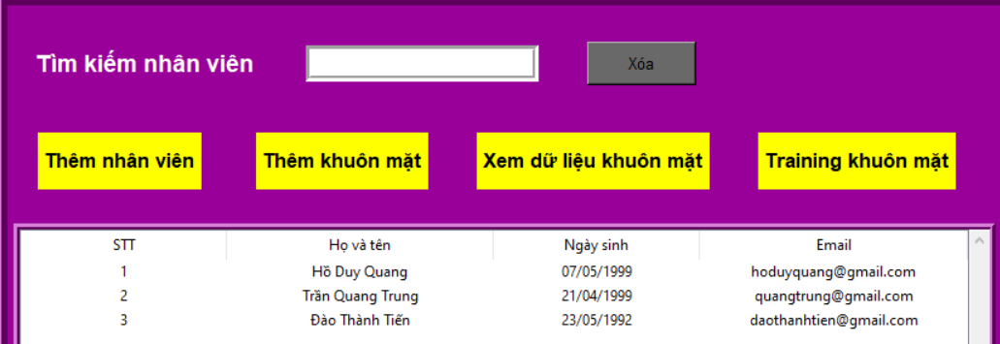 Tìm kiếm nhân viên Xóa
Thêm nhân viên Thêm khuôn mặt Xem dữ liệu khuôn mặt Training khuôn mặt
STT Họ và tên Ngày sinh Email
1 Hồ Duy Quang 07/05/1999 hoduyquang@gmail.com
2 Trần Quang Trung 21/04/1999 quangtrung@gmail.com
3 Đào Thành Tiến 23/05/1992 daothanhtien@gmail.com